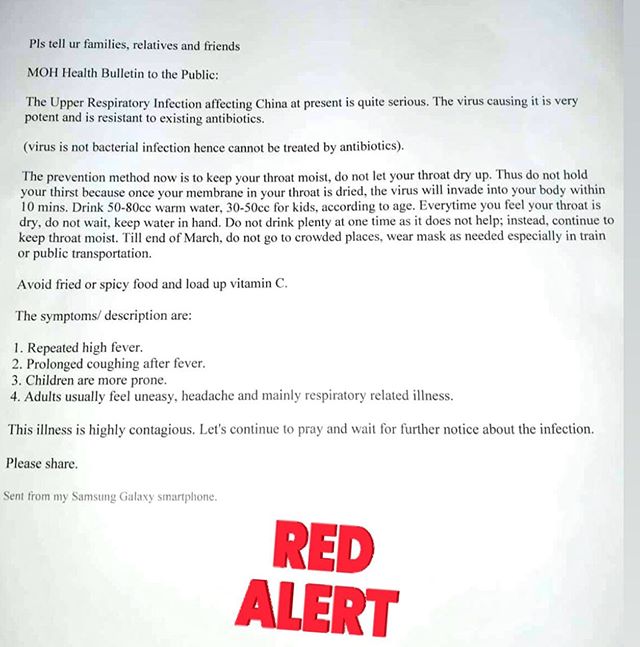 Pls tell ur families, relatives and friends
MOH Health Bulletin to the Public:
The Upper Respiratory Infection affecting China at present is quite serious. The virus causing it is very
potent and is resistant to existing antibiotics.
(virus is not bacterial infection hence cannot be treated by antibiotics).
The prevention method now is to keep your throat moist, do not let your throat dry up. Thus do not hold
your thirst because once your membrane in your throat is dried, the virus will invade into your body within
10 mins. Drink 50-80cc warm water, 30-50cc for kids, according to age. Everytime you feel your throat is
dry, do not wait, keep water in hand. Do not drink plenty at one time as it does not help; instead, continue to
keep throat moist. Till end of March, do not go to crowded places, wear mask as needed especially in train
or public transportation.
Avoid fried or spicy food and load up vitamin C.
The symptoms/ description are:
1. Repeated high fever.
2. Prolonged coughing after fever.
3. Children are more prone.
4. Adults usually feel uneasy, headache and mainly respiratory related illness.
This illness is highly contagious. Let's continue to pray and wait for further notice about the infection.
Please share.
Sent from my Samsung Galaxy smartphone.
RED
ALERT